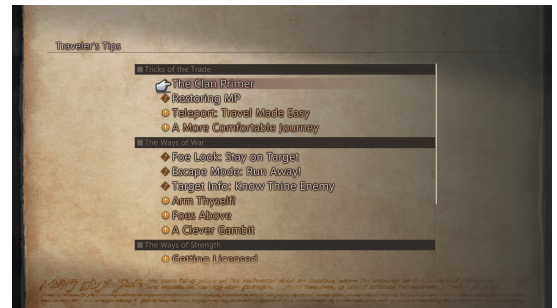 Traveler's Tips
Tricks of the Trade
The Clan Primer
Restoring MP
Teleport: Travel Made Easy
A More Comfortable Journey
The Ways of War
Foe Look: Stay on Target
Escape Mode: Run Away!
Target Info: Know Thine Enemy
Arm Thyself!
Foes Above
A Clever Gambit
The Ways of Strength
Getting Licensed